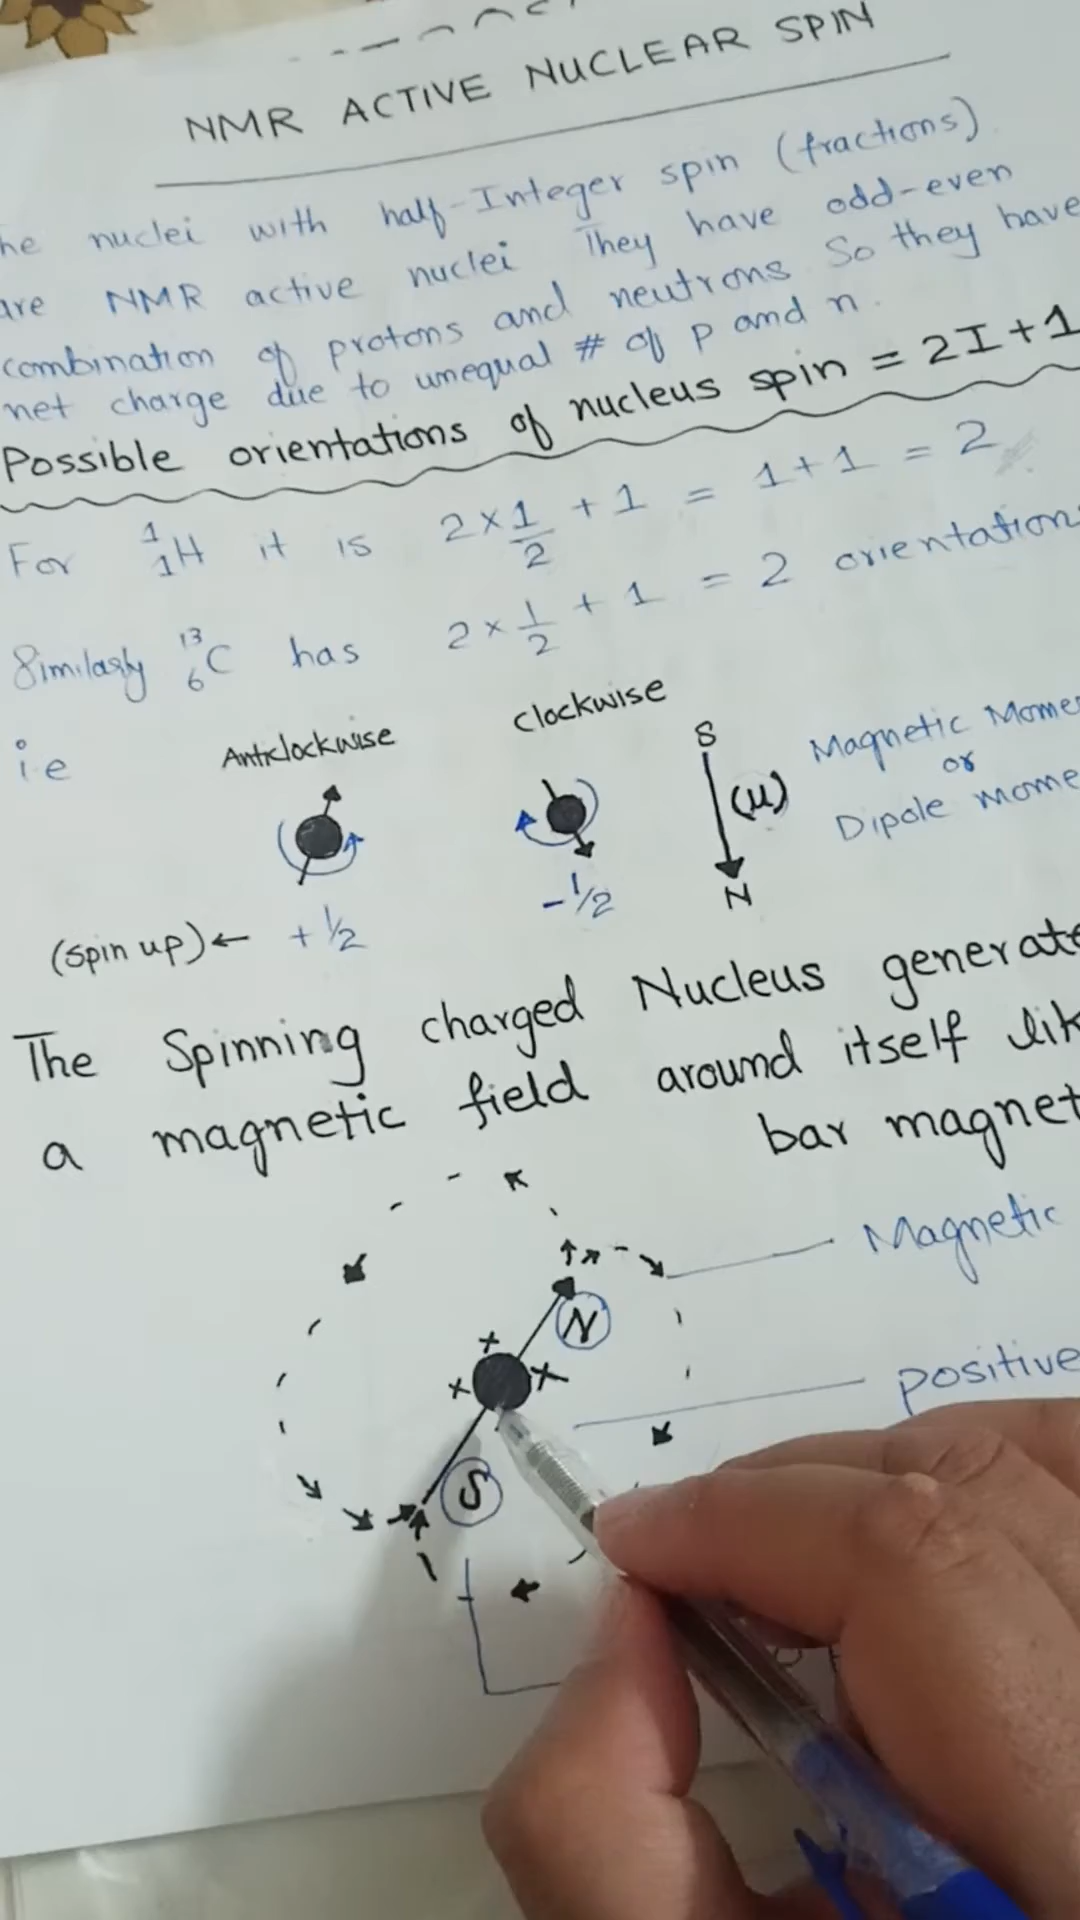 NMR ACTIVE NUCLEAR SPIN
he nuclei with half-Integer spin (fractions)
are NMR active nuclei They have odd-even
combination of protons and neutrons So they have
net charge due to unequal # of P and n.
Possible orientations of nucleus spin = 2I+1
For ¹₁H it is 2×1/2 + 1 = 1+1 = 2
Similarly ¹³₆C has 2×1/2 + 1 = 2 orientation
i.e Anticlockwise Clockwise
S
(μ)
N
Magnetic Mome
or
Dipole mome
(spin up)← +1/2 -1/2
The Spinning charged Nucleus generate
a magnetic field around itself lik
bar magnet
Magnetic
N
positive
S